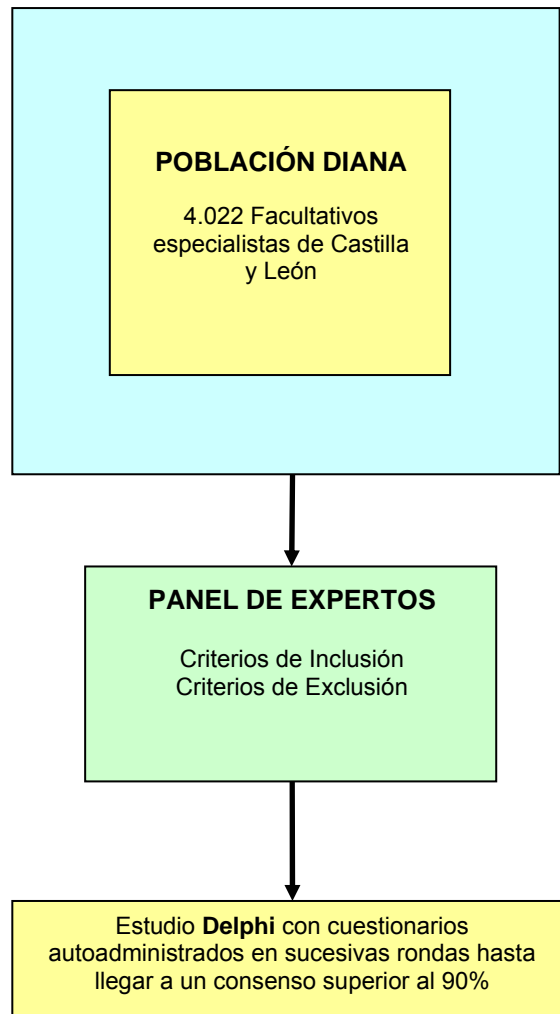 POBLACIÓN DIANA
4.022 Facultativos
especialistas de Castilla
y León
PANEL DE EXPERTOS
Criterios de Inclusión
Criterios de Exclusión
Estudio Delphi con cuestionarios
autoadministrados en sucesivas rondas hasta
llegar a un consenso superior al 90%